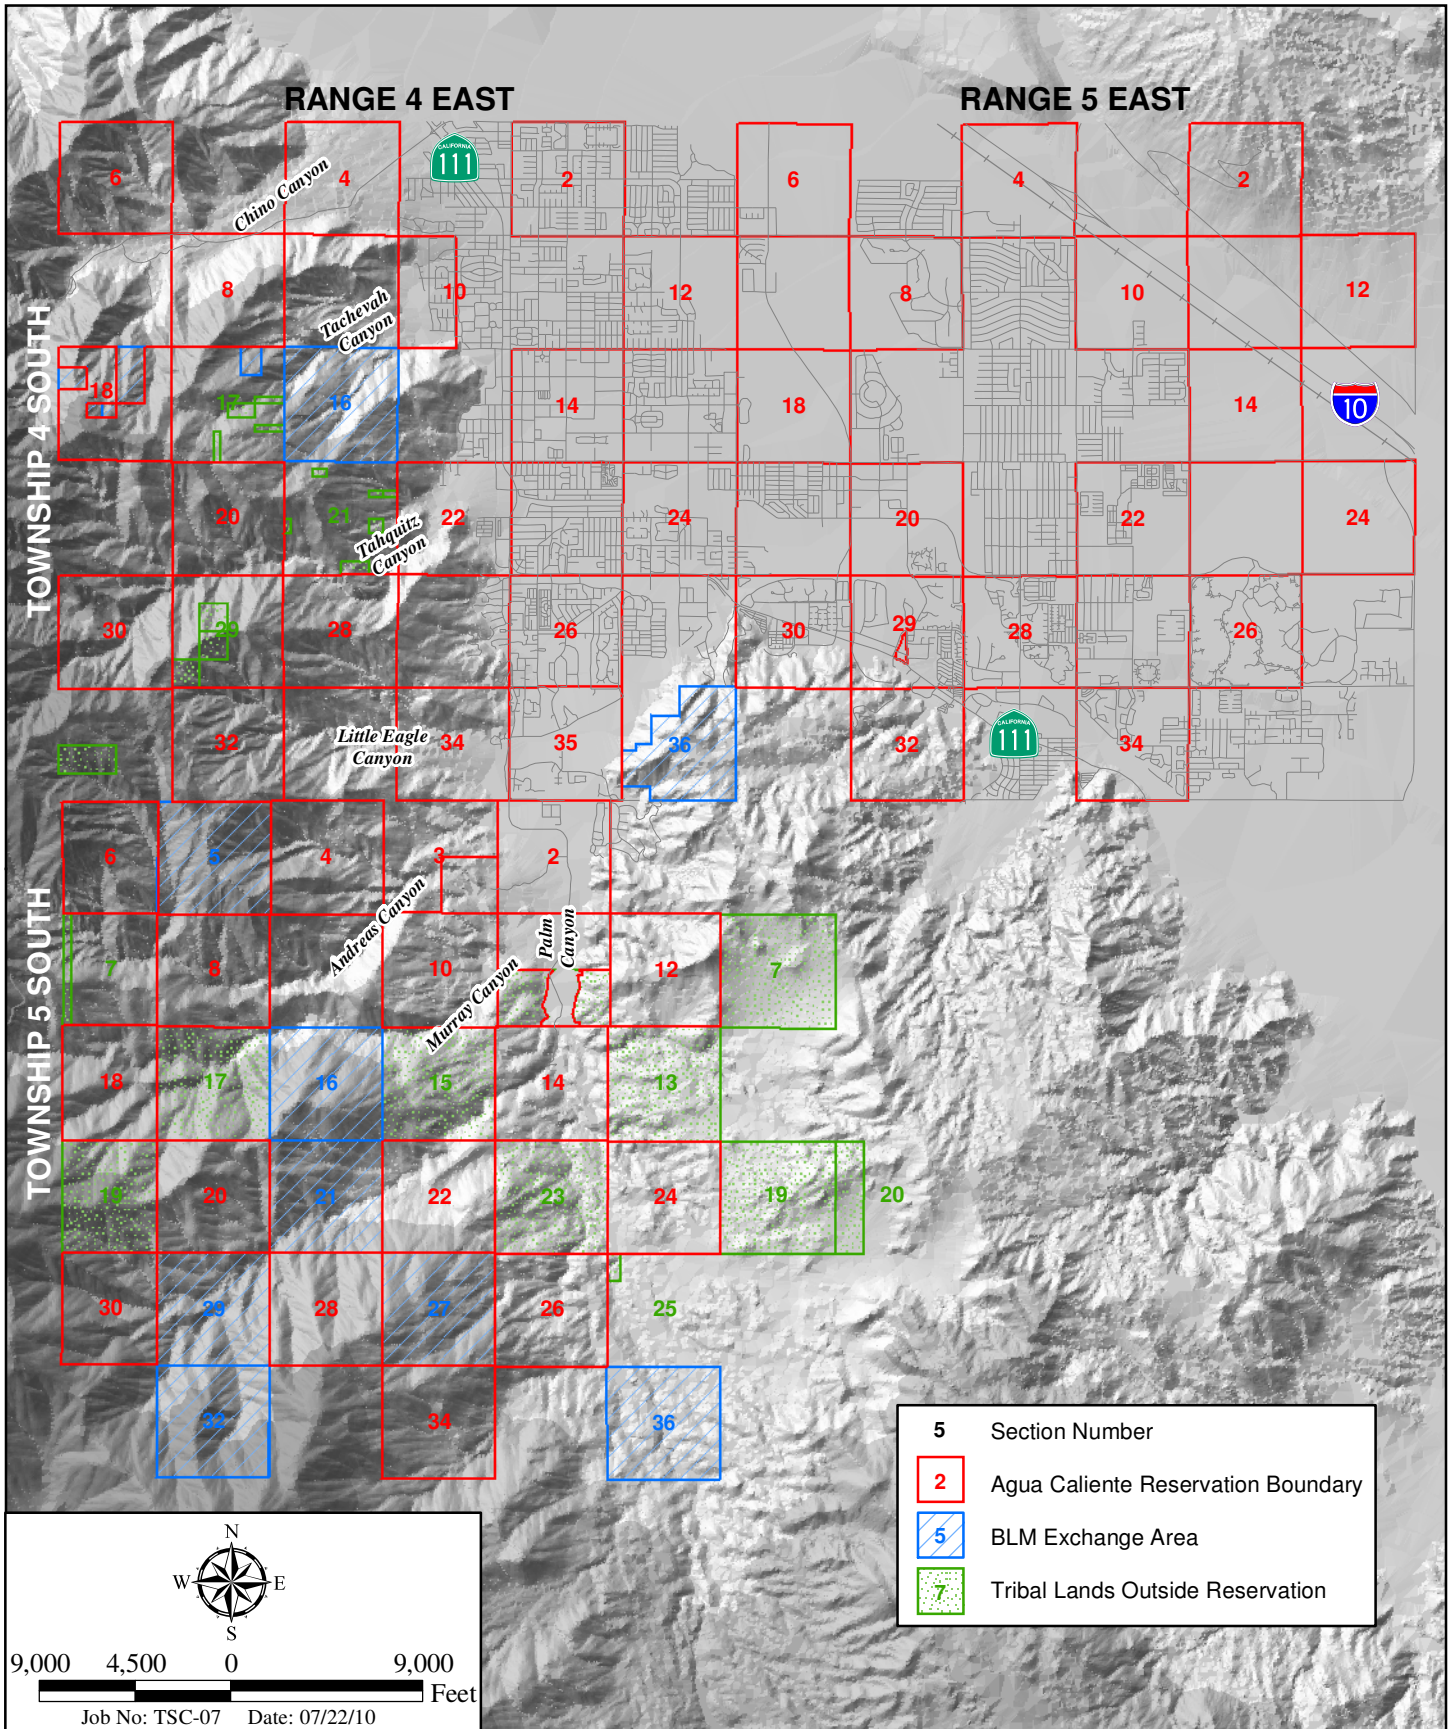 RANGE 4 EAST
RANGE 5 EAST
CALIFORNIA
111
6
4
2
6
4
2
Chino Canyon
8
10
12
8
10
12
Tachevah
Canyon
TOWNSHIP 4 SOUTH
18
17
16
14
18
14
10
20
21
22
24
20
22
24
Tahquitz
Canyon
30
29
28
26
30
29
28
26
32
Little Eagle
Canyon
34
35
36
32
CALIFORNIA
111
34
6
5
4
3
2
TOWNSHIP 5 SOUTH
Andreas Canyon
7
8
10
Palm
Canyon
12
7
Murray Canyon
18
17
16
15
14
13
19
20
21
22
23
24
19
20
30
29
28
27
26
25
32
34
36
5 Section Number
2 Agua Caliente Reservation Boundary
5 BLM Exchange Area
7 Tribal Lands Outside Reservation
N
W E
S
9,000 4,500 0 9,000
Feet
Job No: TSC-07 Date: 07/22/10